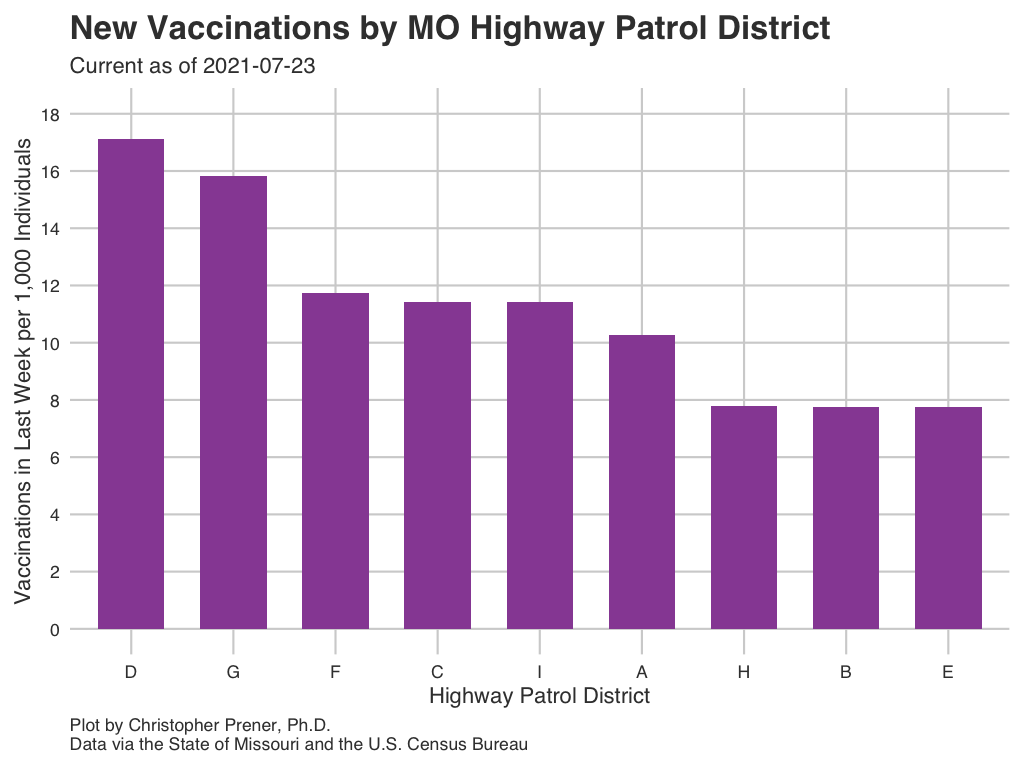 New Vaccinations by MO Highway Patrol District
Current as of 2021-07-23
Vaccinations in Last Week per 1,000 Individuals
18
16
14
12
10
8
6
4
2
0
D G F C I A H B E
Highway Patrol District
Plot by Christopher Prener, Ph.D.
Data via the State of Missouri and the U.S. Census Bureau